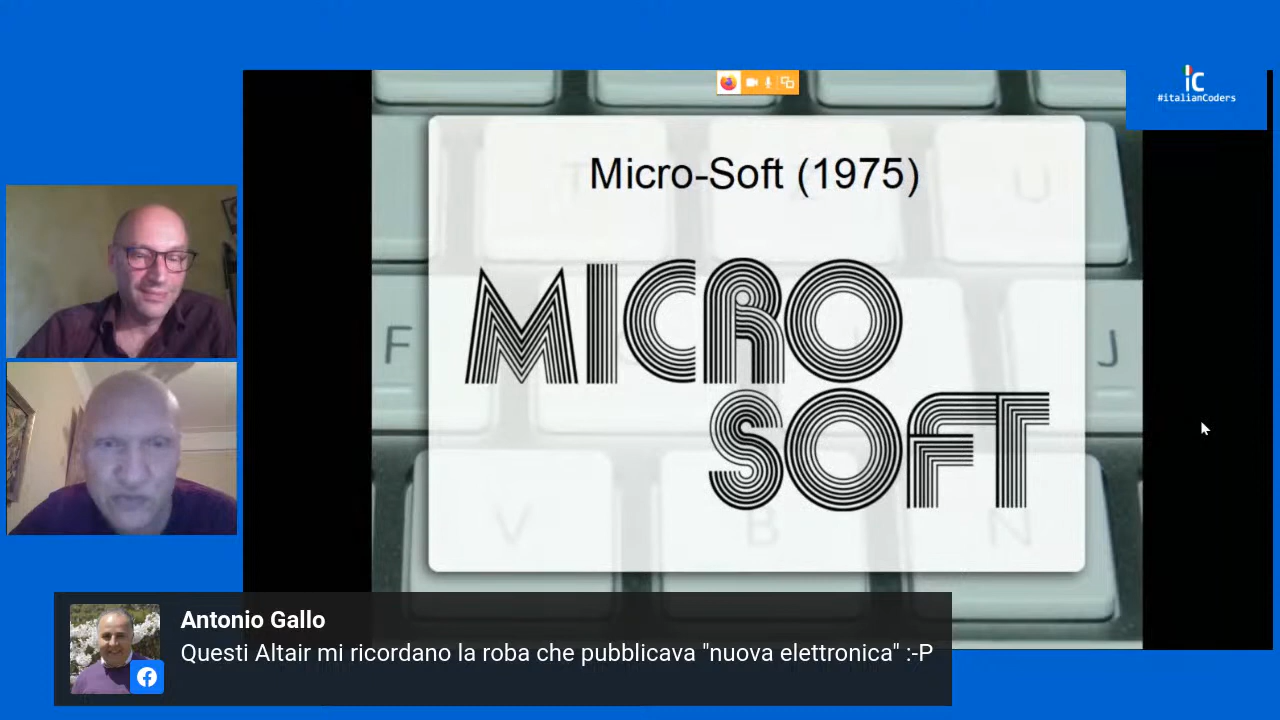 iC
#italianCoders
Micro-Soft (1975)
MICRO
SOFT
T
U
F
J
V
B
N
Antonio Gallo
Questi Altair mi ricordano la roba che pubblicava "nuova elettronica" :-P